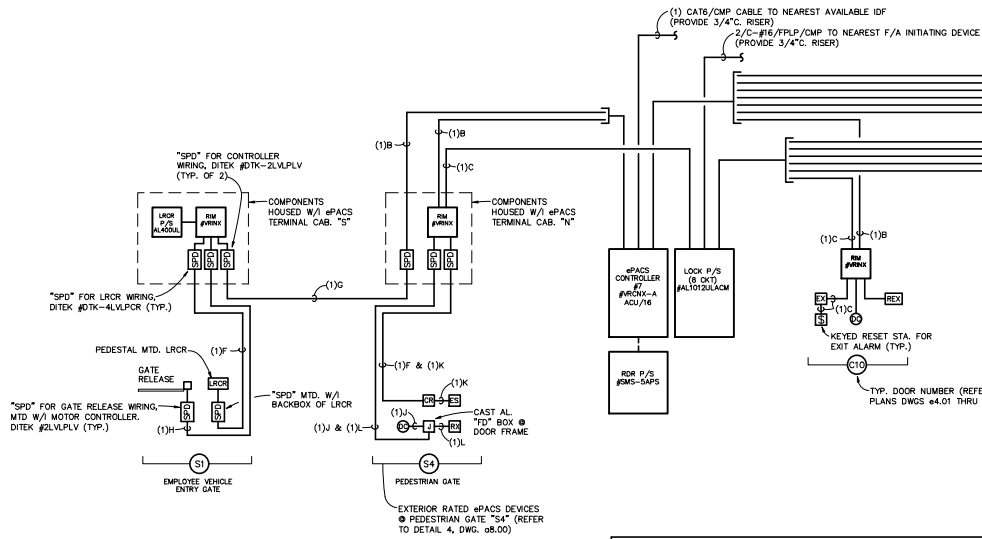 (1) CAT6/CMP CABLE TO NEAREST AVAILABLE IDF
(PROVIDE 3/4"C. RISER)
2/C-#16/FPLP/CMP TO NEAREST F/A INITIATING DEVICE
(PROVIDE 3/4"C. RISER)
(1)B
(1)B
(1)C
"SPD" FOR CONTROLLER
WIRING, DITEK #DTK-2LVLPLV
(TYP. OF 2)
COMPONENTS
HOUSED W/I ePACS
TERMINAL CAB. "S"
COMPONENTS
HOUSED W/I ePACS
TERMINAL CAB. "N"
LRCR
P/S
AL400UL
RIM
#VRINX
RIM
#VRINX
SPD
SPD
SPD
SPD
SPD
SPD
(1)G
"SPD" FOR LRCR WIRING,
DITEK #DTK-4LVLPCR (TYP.)
ePACS
CONTROLLER
#7
#VRCNX-A
ACU/16
LOCK P/S
(8 CKT)
#AL1012ULACM
RDR P/S
#SMS-5APS
(1)C
(1)B
RIM
#VRINX
EX
(1)C
REX
S
DC
KEYED RESET STA. FOR
EXIT ALARM (TYP.)
C10
TYP. DOOR NUMBER (REFE
PLANS DWGS e4.01 THRU
PEDESTAL MTD. LRCR
(1)F
GATE
RELEASE
LRCR
"SPD" FOR GATE RELEASE WIRING,
MTD W/I MOTOR CONTROLLER.
DITEK #2LVLPLV (TYP.)
SPD
SPD
"SPD" MTD. W/I
BACKBOX OF LRCR
(1)H
(1)F & (1)K
(1)K
CR
ES
(1)J
CAST AL.
"FD" BOX @
DOOR FRAME
DC
J
RX
(1)J & (1)L
(1)L
S1
EMPLOYEE VEHICLE
ENTRY GATE
S4
PEDESTRIAN GATE
EXTERIOR RATED ePACS DEVICES
@ PEDESTRIAN GATE "S4" (REFER
TO DETAIL 4, DWG. a8.00)